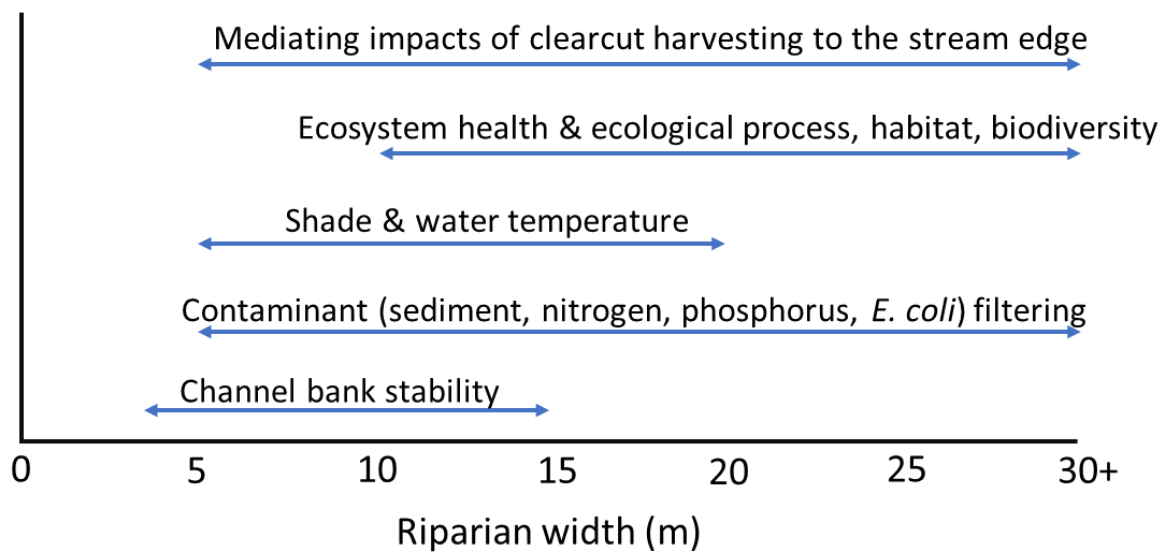 Mediating impacts of clearcut harvesting to the stream edge
Ecosystem health & ecological process, habitat, biodiversity
Shade & water temperature
Contaminant (sediment, nitrogen, phosphorus, E. coli) filtering
Channel bank stability
0 5 10 15 20 25 30+
Riparian width (m)